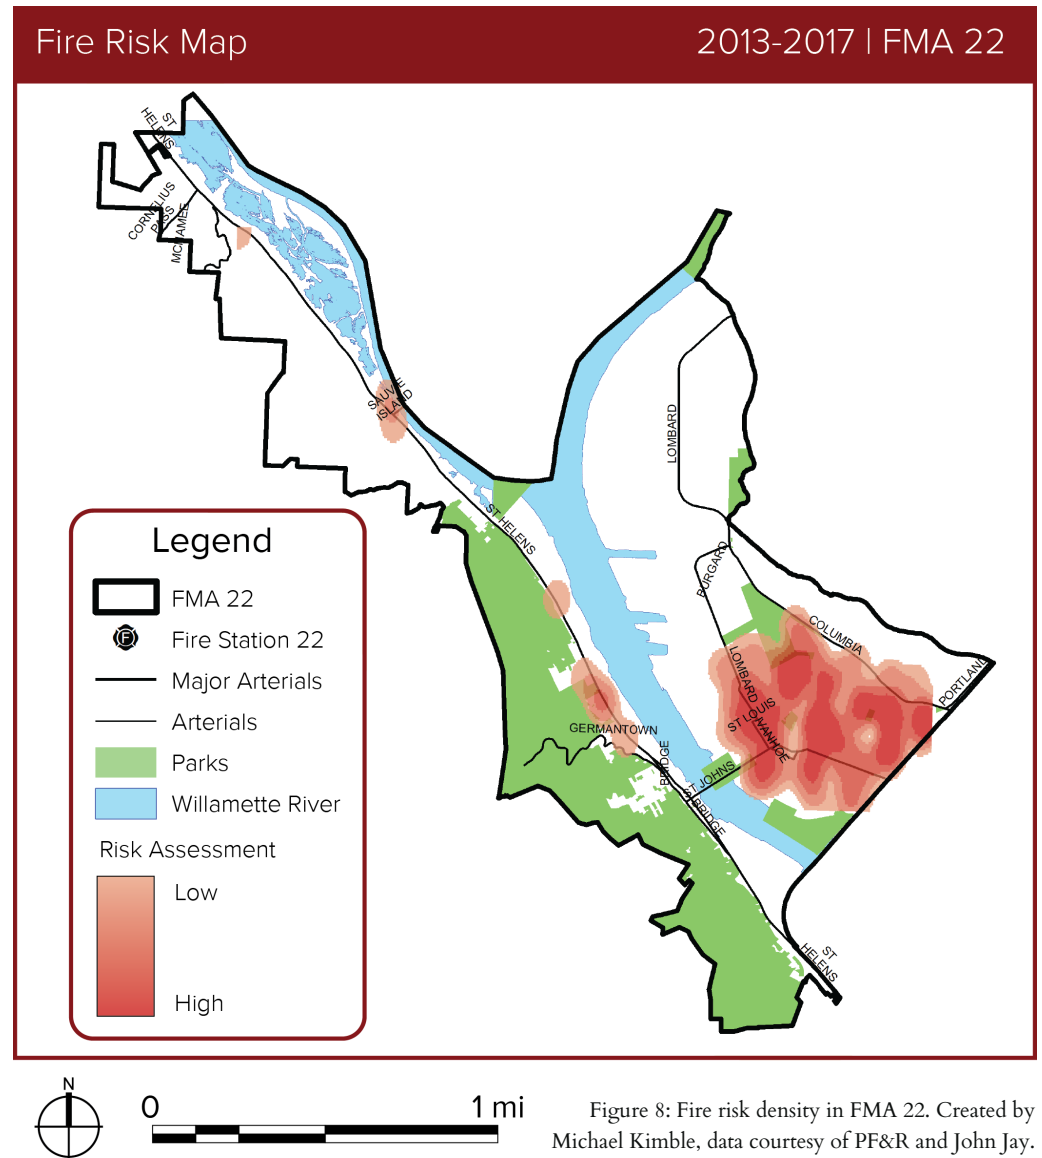 Fire Risk Map
2013-2017 | FMA 22
ST
HELENS
CORNELIUS
PASS
MCNAMEE
SAUVIE
ISLAND
LOMBARD
ST HELENS
BURGARD
COLUMBIA
PORTLAND
LOMBARD
ST LOUIS
IVANHOE
GERMANTOWN
BRIDGE
ST JOHNS
ST BRIDGE
ST
HELENS
Legend
FMA 22
F
Fire Station 22
Major Arterials
Arterials
Parks
Willamette River
Risk Assessment
Low
High
N
0
1 mi
Figure 8: Fire risk density in FMA 22. Created by
Michael Kimble, data courtesy of PF&R and John Jay.